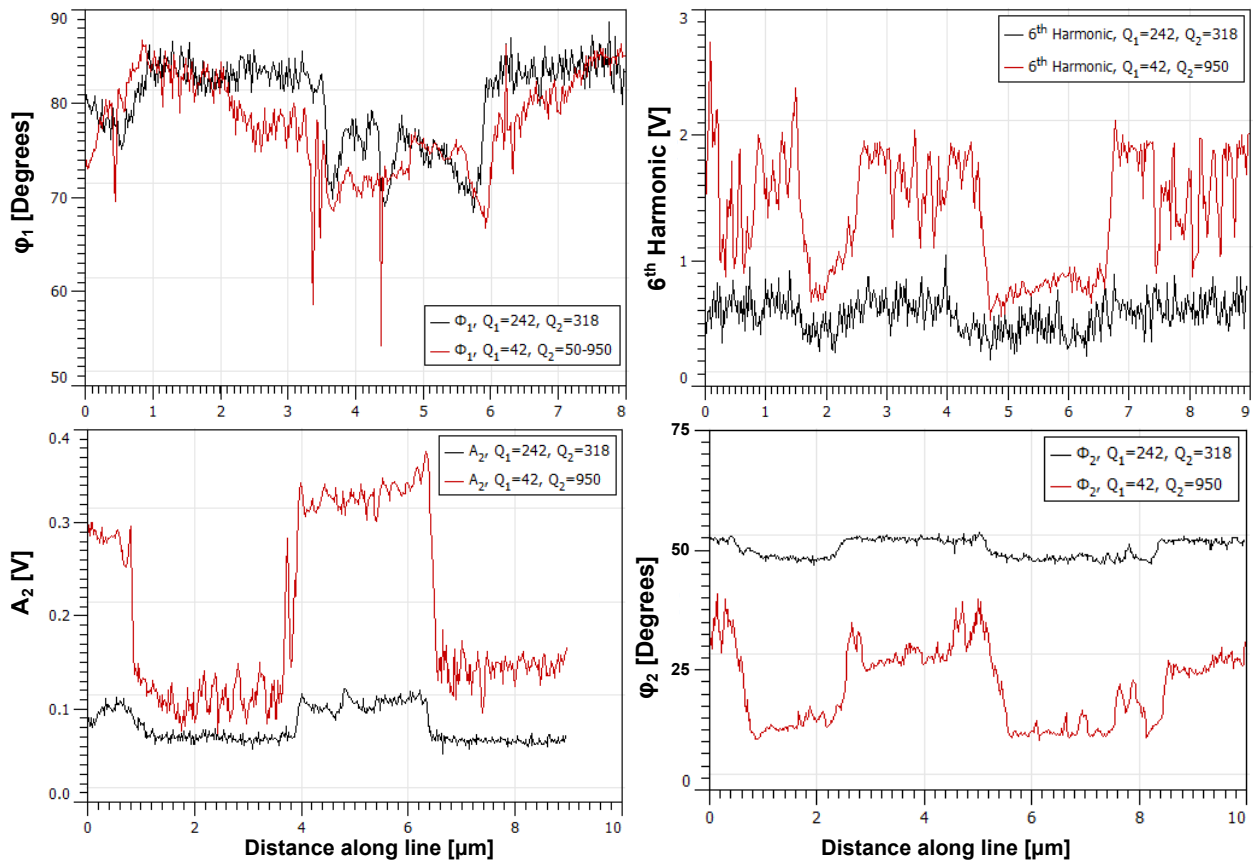 φ₁ [Degrees]
90
80
70
60
50
0 1 2 3 4 5 6 7 8
Φ₁, Q₁=242, Q₂=318
Φ₁, Q₁=42, Q₂=50-950
6ᵗʰ Harmonic [V]
3
2
1
0
0 1 2 3 4 5 6 7 8 9
6ᵗʰ Harmonic, Q₁=242, Q₂=318
6ᵗʰ Harmonic, Q₁=42, Q₂=950
A₂ [V]
0.4
0.3
0.2
0.1
0.0
0 2 4 6 8 10
A₂, Q₁=242, Q₂=318
A₂, Q₁=42, Q₂=950
Distance along line [µm]
φ₂ [Degrees]
75
50
25
0
0 2 4 6 8 10
Φ₂, Q₁=242, Q₂=318
Φ₂, Q₁=42, Q₂=950
Distance along line [µm]